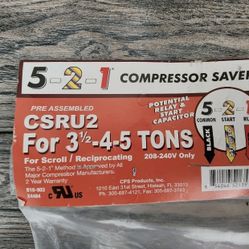 5-2-1™ COMPRESSOR SAVER
PRE ASSEMBLED
CSRU2
For 3½-4-5 TONS
For Scroll / Reciprocating
208-240V Only
The 5-2-1™ Method is Approved by All
Major Compressor Manufacturers.
2 Year Warranty
CPS Products, Inc.
1010 East 31st Street, Hialeah, FL 33013
POTENTIAL
RELAY &
START
CAPACITOR
5
COMMON
START
BLACK